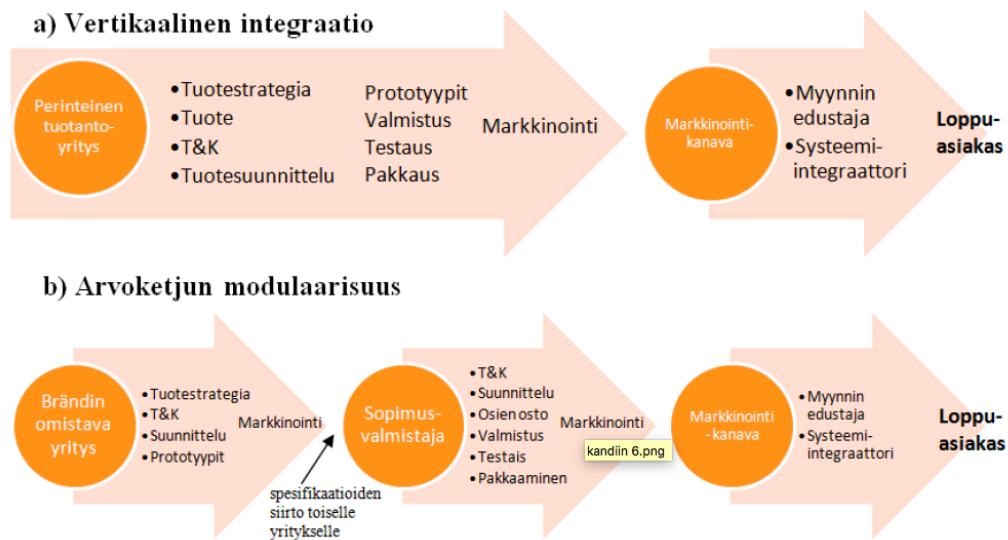 a) Vertikaalinen integraatio
Perinteinen
tuotanto-
yritys
•Tuotestrategia
•Tuote
•T&K
•Tuotesuunnittelu
Prototyypit
Valmistus
Testaus
Pakkaus
Markkinointi
Markkinointi-
kanava
•Myynnin
edustaja
•Systeemi-
integraattori
Loppu-
asiakas
b) Arvoketjun modulaarisuus
Brändin
omistava
yritys
•Tuotestrategia
•T&K
•Suunnittelu
•Prototyypit
Markkinointi
spesifikaatioiden
siirto toiselle
yritykselle
Sopimus-
valmistaja
•T&K
•Suunnittelu
•Osien osto
•Valmistus
•Testais
•Pakkaaminen
Markkinointi
kandiin 6.png
Markkinointi
-kanava
•Myynnin
edustaja
•Systeemi-
integraattori
Loppu-
asiakas